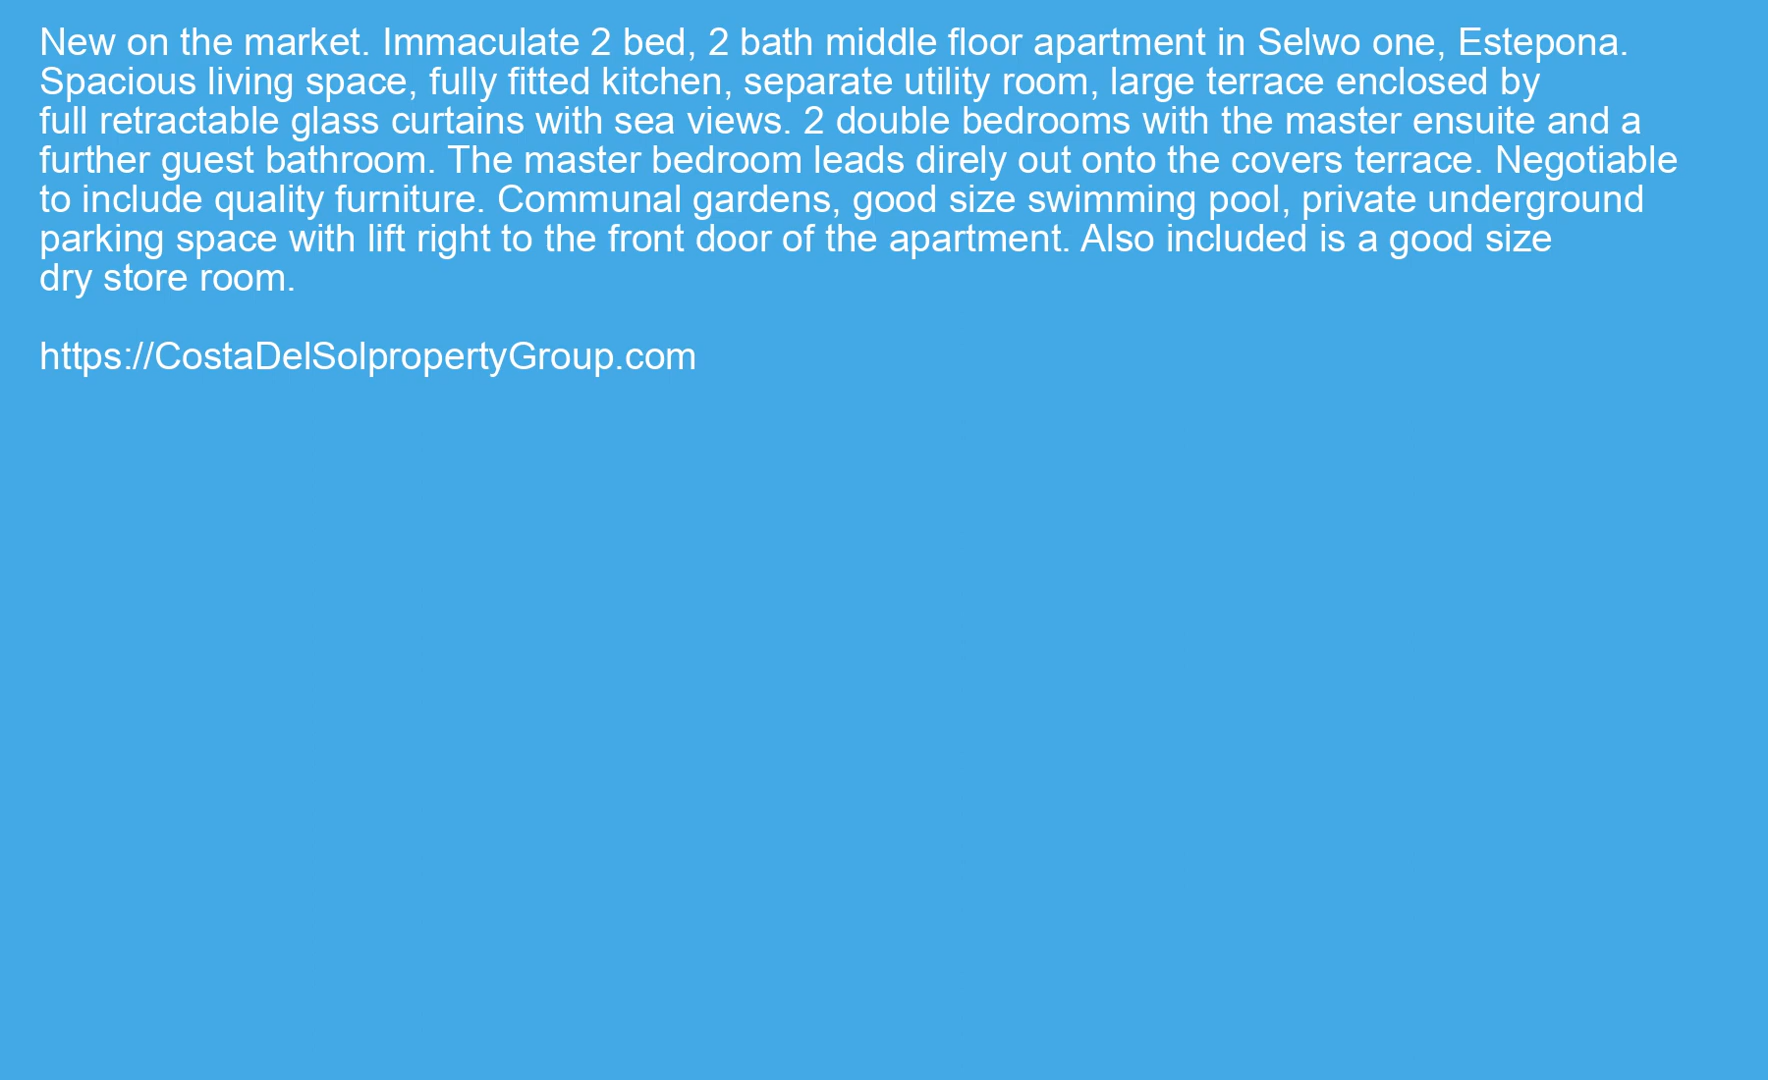 New on the market. Immaculate 2 bed, 2 bath middle floor apartment in Selwo one, Estepona.
Spacious living space, fully fitted kitchen, separate utility room, large terrace enclosed by
full retractable glass curtains with sea views. 2 double bedrooms with the master ensuite and a
further guest bathroom. The master bedroom leads direly out onto the covers terrace. Negotiable
to include quality furniture. Communal gardens, good size swimming pool, private underground
parking space with lift right to the front door of the apartment. Also included is a good size
dry store room.
https://CostaDelSolpropertyGroup.com